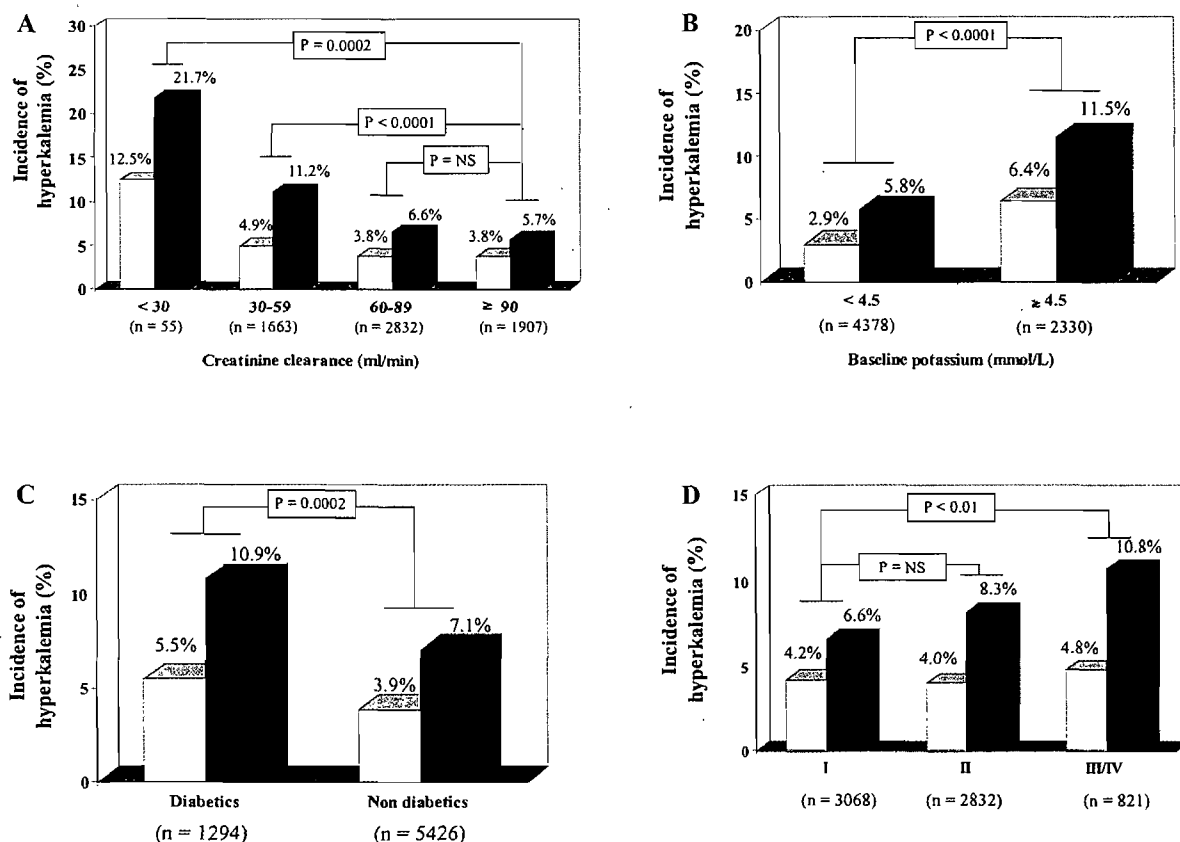 A
Incidence of
hyperkalemia (%)
30
25
20
15
10
5
0
P = 0.0002
P < 0.0001
P = NS
21.7%
12.5%
11.2%
4.9%
6.6%
3.8%
5.7%
3.8%
< 30 30-59 60-89 ≥ 90
(n = 55) (n = 1663) (n = 2832) (n = 1907)
Creatinine clearance (ml/min)
B
Incidence of
hyperkalemia (%)
20
15
10
5
0
P < 0.0001
11.5%
6.4%
5.8%
2.9%
< 4.5 ≥ 4.5
(n = 4378) (n = 2330)
Baseline potassium (mmol/L)
C
Incidence of
hyperkalemia (%)
15
10
5
0
P = 0.0002
10.9%
5.5%
7.1%
3.9%
Diabetics Non diabetics
(n = 1294) (n = 5426)
D
Incidence of
hyperkalemia (%)
15
10
5
0
P < 0.01
P = NS
10.8%
8.3%
6.6%
4.2%
4.0%
4.8%
I II III/IV
(n = 3068) (n = 2832) (n = 821)